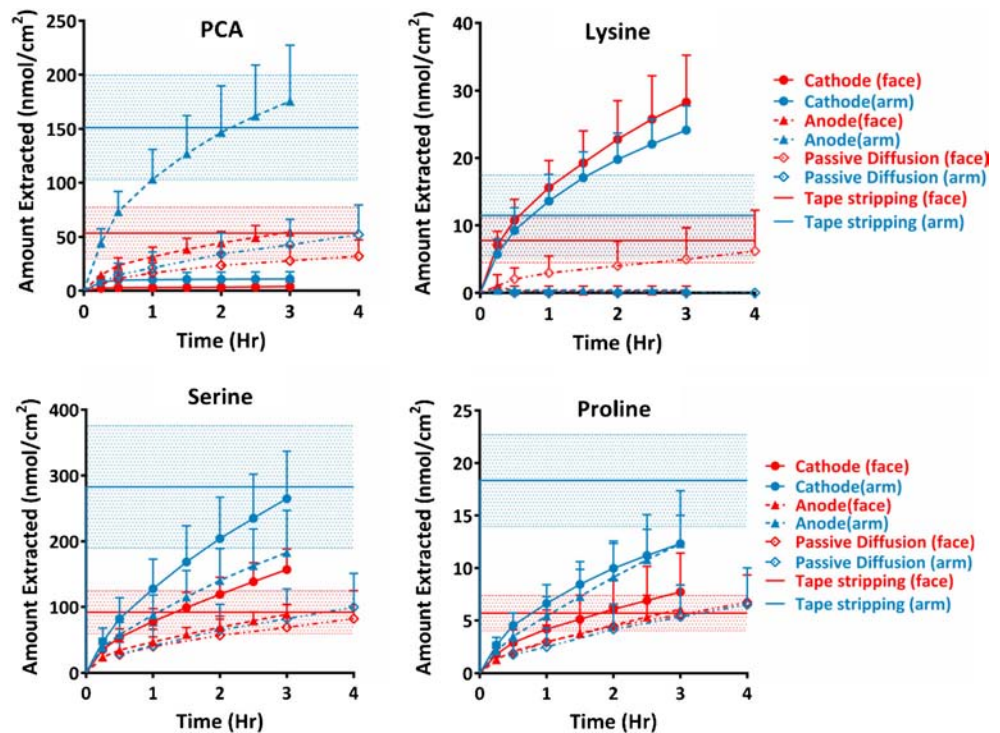 PCA
Amount Extracted (nmol/cm²)
250
200
150
100
50
0
0 1 2 3 4
Time (Hr)
Lysine
Amount Extracted (nmol/cm²)
40
30
20
10
0
0 1 2 3 4
Time (Hr)
Cathode (face)
Cathode(arm)
Anode(face)
Anode(arm)
Passive Diffusion (face)
Passive Diffusion (arm)
Tape stripping (face)
Tape stripping (arm)
Serine
Amount Extracted (nmol/cm²)
400
300
200
100
0
0 1 2 3 4
Time (Hr)
Proline
Amount Extracted (nmol/cm²)
25
20
15
10
5
0
0 1 2 3 4
Time (Hr)
Cathode (face)
Cathode(arm)
Anode(face)
Anode(arm)
Passive Diffusion (face)
Passive Diffusion (arm)
Tape stripping (face)
Tape stripping (arm)